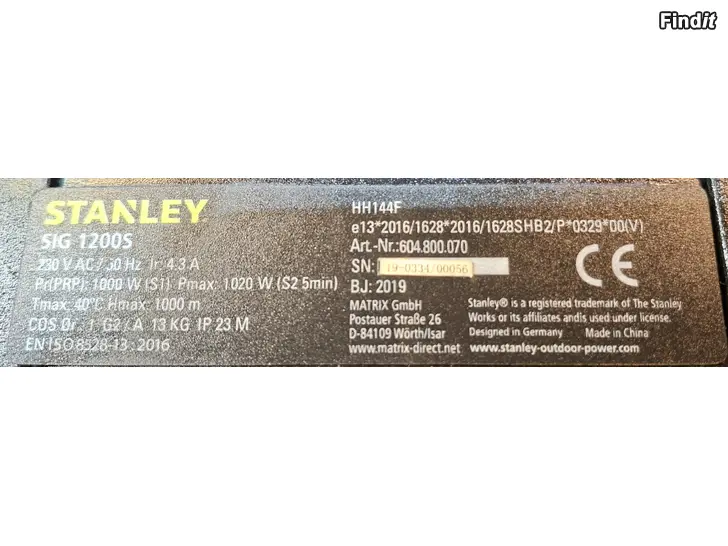 Findit
STANLEY
SIG 1200S
230 V AC / 50 Hz Ir: 4.3 A
Pr(PRP): 1000 W (S1) Pmax: 1020 W (S2 5min)
Tmax: 40°C Hmax: 1000 m
COS Φr : 1 G2 / A 13 KG IP 23 M
EN ISO 8528-13 : 2016
HH144F
e13*2016/1628*2016/1628SHB2/P*0329*00(V)
Art.-Nr.:604.800.070
SN: 19-0334 00056
BJ: 2019
MATRIX GmbH
Postauer Straße 26
D-84109 Wörth/Isar
www.matrix-direct.net
CE
Stanley® is a registered trademark of The Stanley
Works or its affiliates andis used under license.
Designed in Germany Made in China
www.stanley-outdoor-power.com